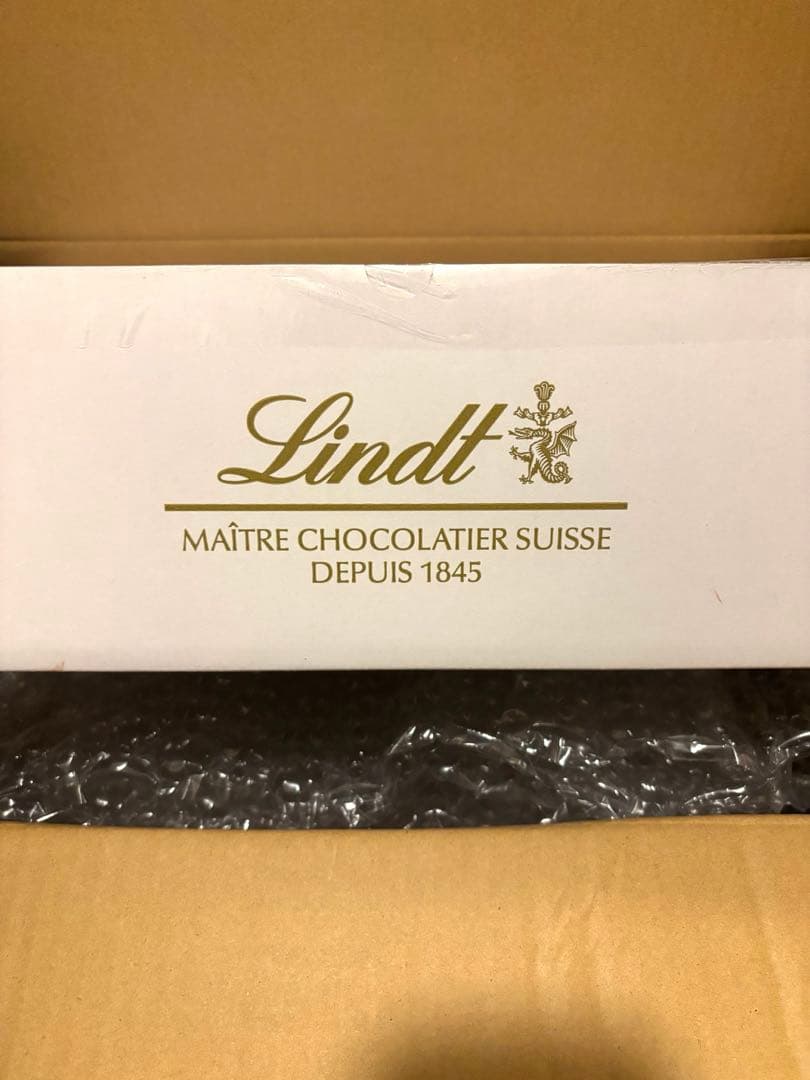 Lindt
MAÎTRE CHOCOLATIER SUISSE
DEPUIS 1845